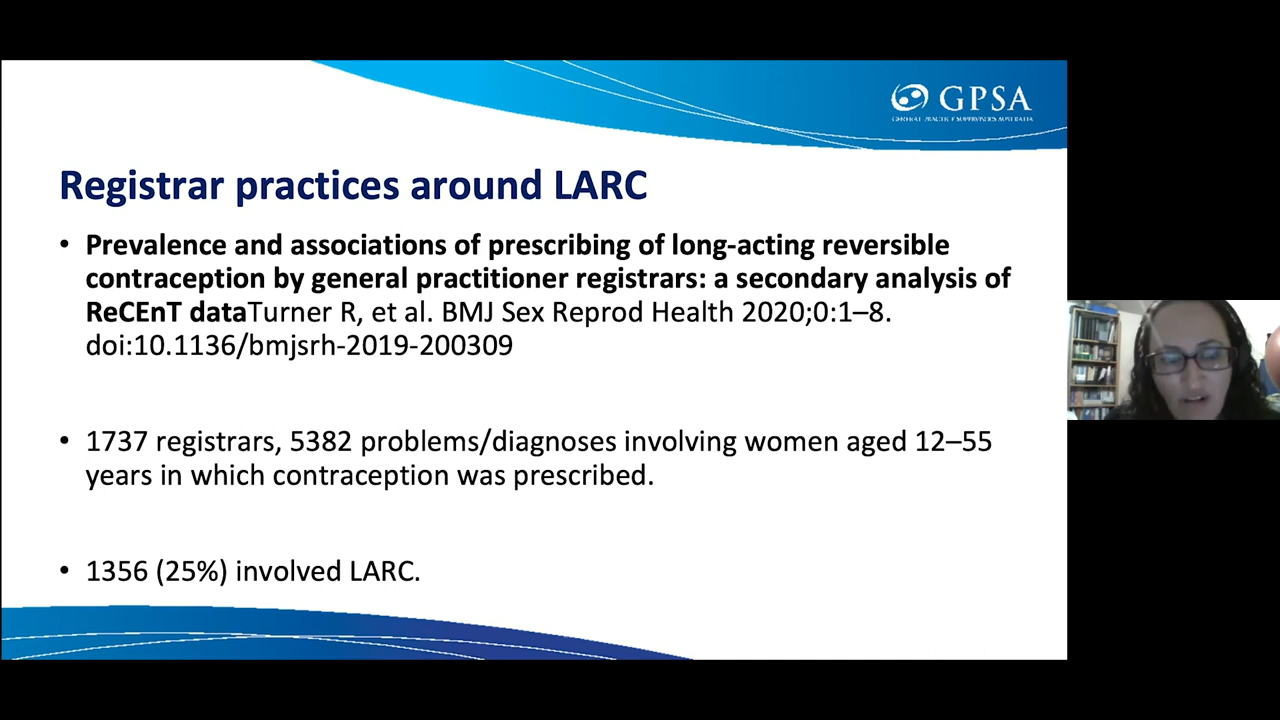 GPSA
GENERAL PRACTICE SUPERVISORS AUSTRALIA
Registrar practices around LARC
• Prevalence and associations of prescribing of long-acting reversible
contraception by general practitioner registrars: a secondary analysis of
ReCEnT dataTurner R, et al. BMJ Sex Reprod Health 2020;0:1–8.
doi:10.1136/bmjsrh-2019-200309
• 1737 registrars, 5382 problems/diagnoses involving women aged 12–55
years in which contraception was prescribed.
• 1356 (25%) involved LARC.